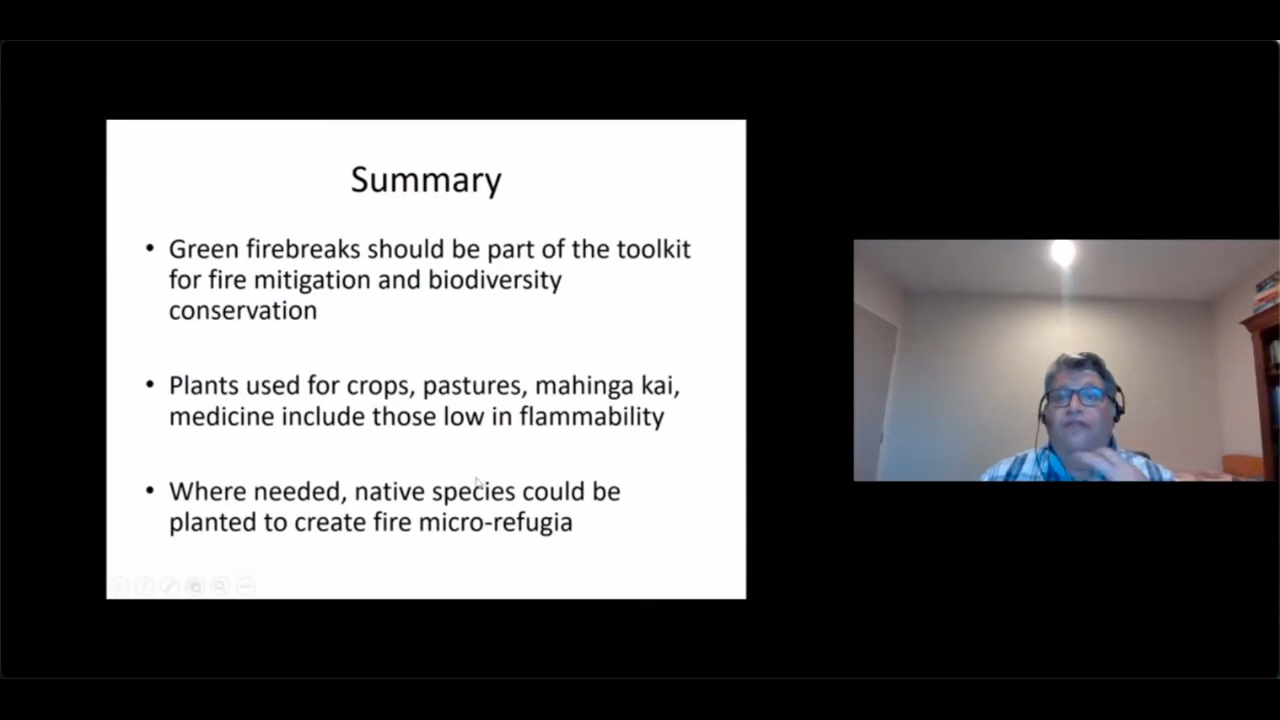 Summary
• Green firebreaks should be part of the toolkit
for fire mitigation and biodiversity
conservation
• Plants used for crops, pastures, mahinga kai,
medicine include those low in flammability
• Where needed, native species could be
planted to create fire micro-refugia